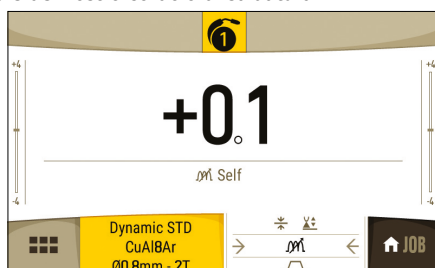 1
+4
+4
+0.1
Self
-4
-4
Dynamic STD
CuAl8Ar
Ø0.8mm - 2T
JOB